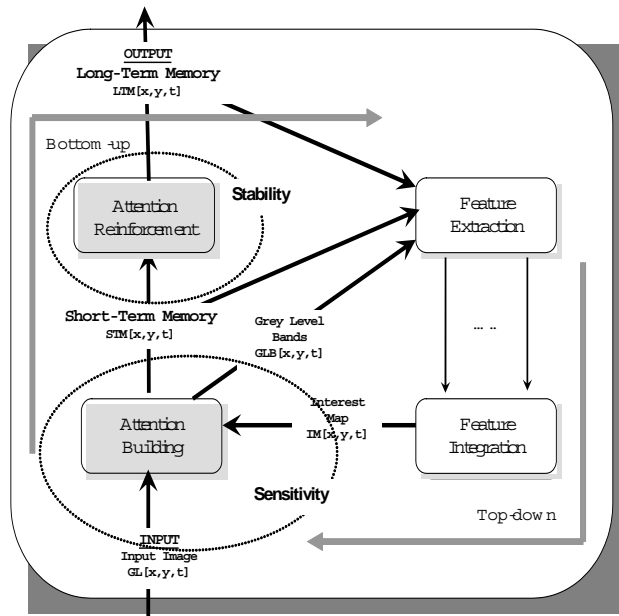 OUTPUT
Long-Term Memory
LTM[x,y,t]
Bottom-up
Stability
Attention
Reinforcement
Feature
Extraction
Short-Term Memory
STM[x,y,t]
Grey Level
Bands
GLB[x,y,t]
... ..
Attention
Building
Interest
Map
IM[x,y,t]
Feature
Integration
Sensitivity
Top-down
INPUT
Input Image
GL[x,y,t]